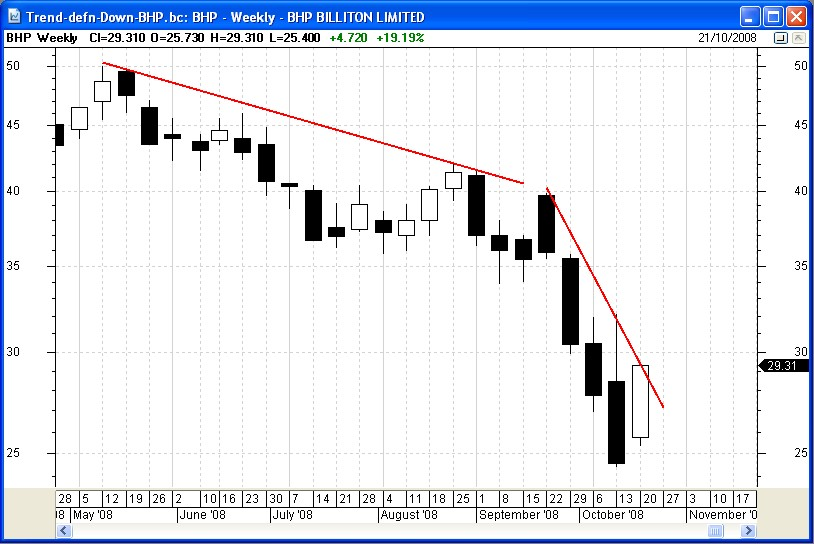 Trend-defn-Down-BHP.bc: BHP - Weekly - BHP BILLITON LIMITED
BHP Weekly Cl=29.310 O=25.730 H=29.310 L=25.400 +4.720 +19.19% 21/10/2008
50 50
45 45
40 40
35 35
30 30
29.31
25 25
28 5 12 19 26 2 10 16 23 30 7 14 21 28 4 11 18 25 1 8 15 22 29 6 13 20 27 3 10 17
08 May '08 June '08 July '08 August '08 September '08 October '08 November '0